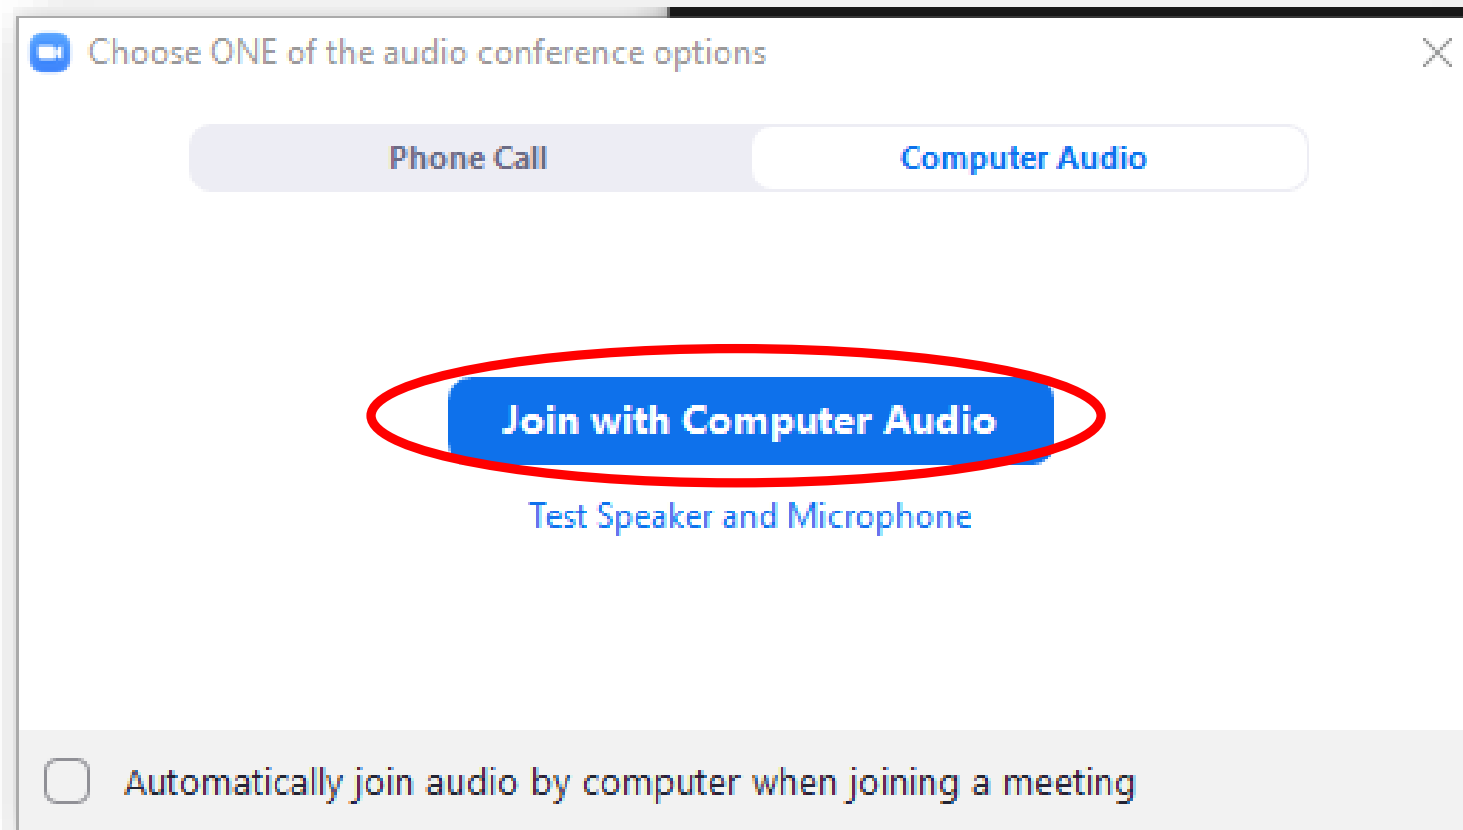 Choose ONE of the audio conference options
Phone Call
Computer Audio
Join with Computer Audio
Test Speaker and Microphone
Automatically join audio by computer when joining a meeting